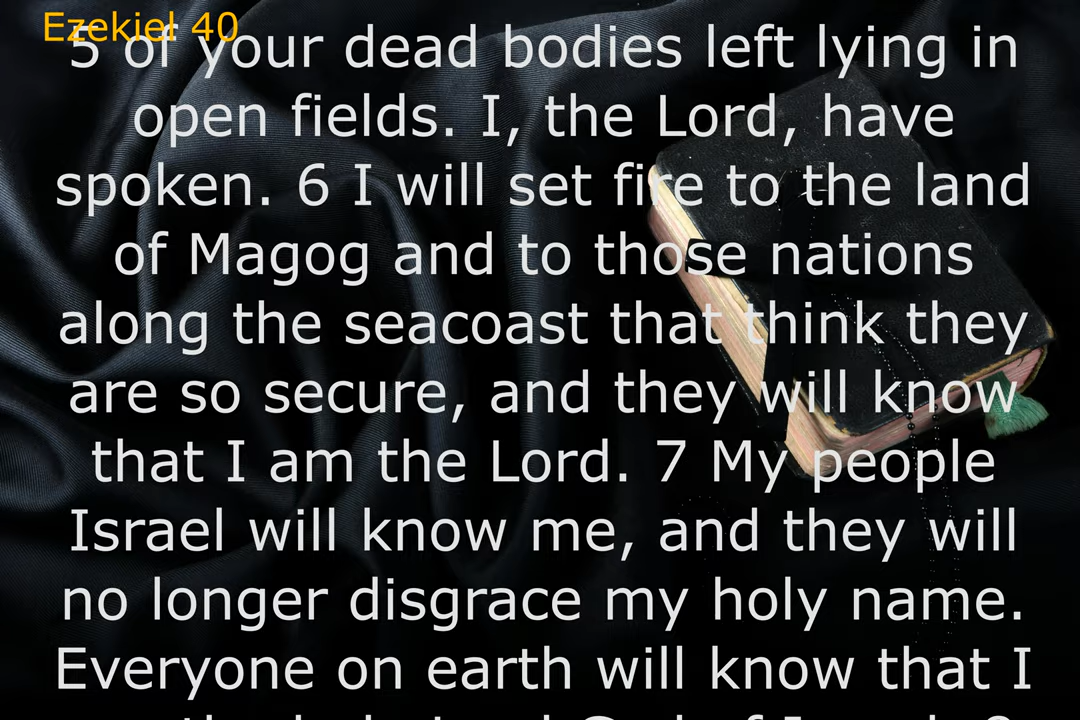 Ezekiel 40
5 of your dead bodies left lying in
open fields. I, the Lord, have
spoken. 6 I will set fire to the land
of Magog and to those nations
along the seacoast that think they
are so secure, and they will know
that I am the Lord. 7 My people
Israel will know me, and they will
no longer disgrace my holy name.
Everyone on earth will know that I